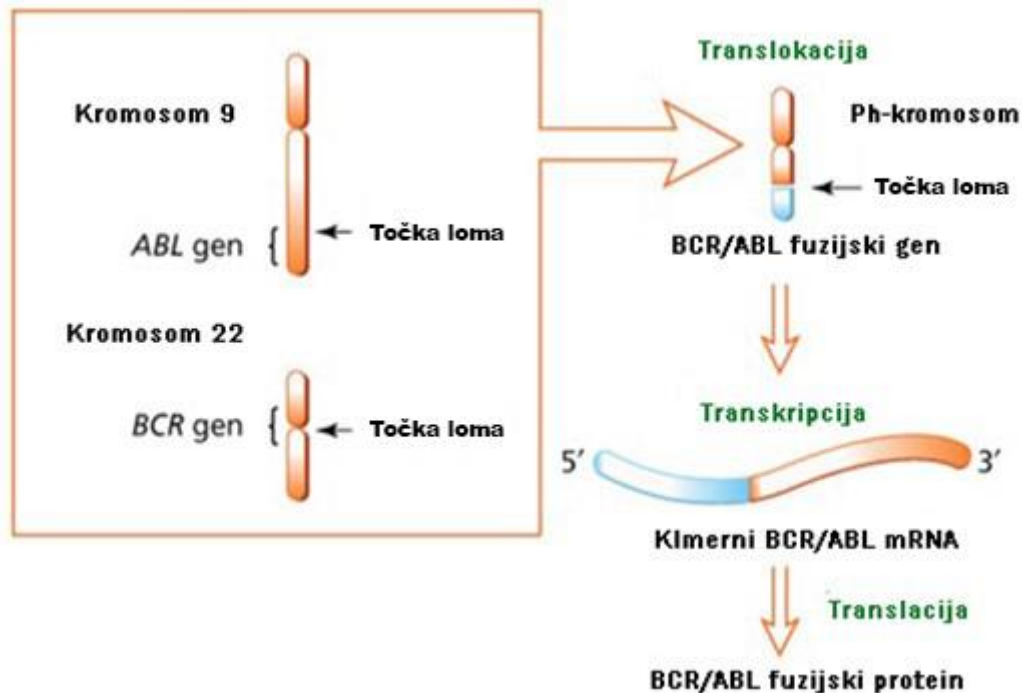 Kromosom 9
ABL gen
Točka loma
Kromosom 22
BCR gen
Točka loma
Translokacija
Ph-kromosom
Točka loma
BCR/ABL fuzijski gen
Transkripcija
5′
3′
KImerni BCR/ABL mRNA
Translacija
BCR/ABL fuzijski protein